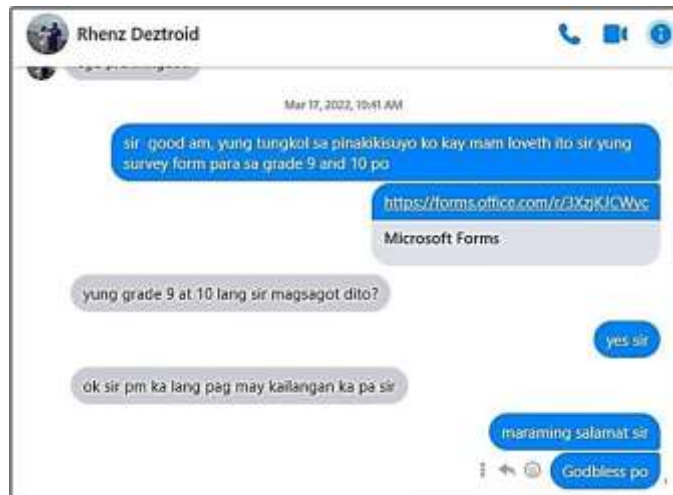 Rhenz Deztroid
Mar 17, 2022, 10:41 AM
sir good am, yung tungkol sa pinakikisuyo ko kay mam loveth ito sir yung
survey form para sa grade 9 and 10 po
https://forms.office.com/r/3XzjKJCWyc
Microsoft Forms
yung grade 9 at 10 lang sir magsagot dito?
yes sir
ok sir pm ka lang pag may kailangan ka pa sir
maraming salamat sir
Godbless po